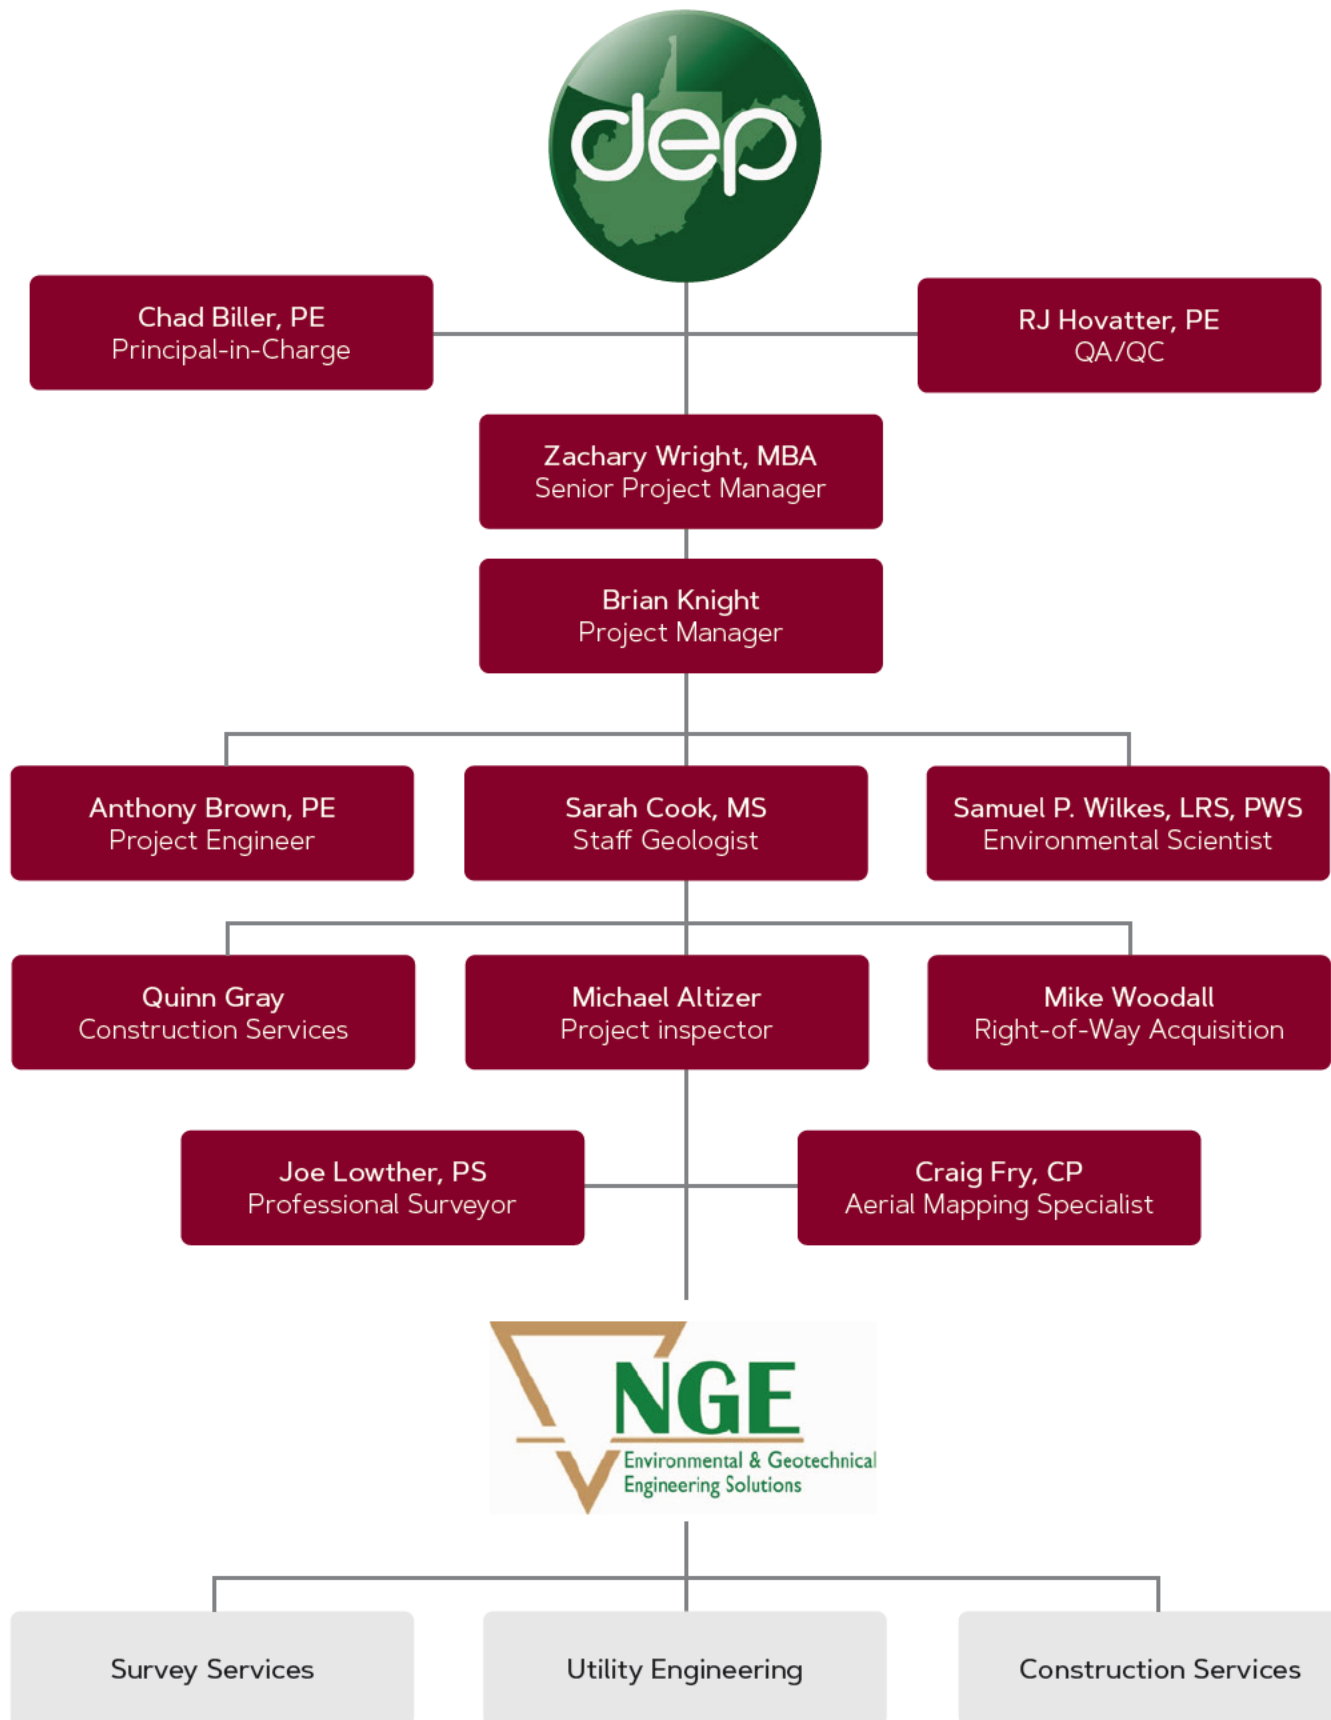 dep
Chad Biller, PE
Principal-in-Charge
RJ Hovatter, PE
QA/QC
Zachary Wright, MBA
Senior Project Manager
Brian Knight
Project Manager
Anthony Brown, PE
Project Engineer
Sarah Cook, MS
Staff Geologist
Samuel P. Wilkes, LRS, PWS
Environmental Scientist
Quinn Gray
Construction Services
Michael Altizer
Project inspector
Mike Woodall
Right-of-Way Acquisition
Joe Lowther, PS
Professional Surveyor
Craig Fry, CP
Aerial Mapping Specialist
NGE
Environmental & Geotechnical
Engineering Solutions
Survey Services
Utility Engineering
Construction Services